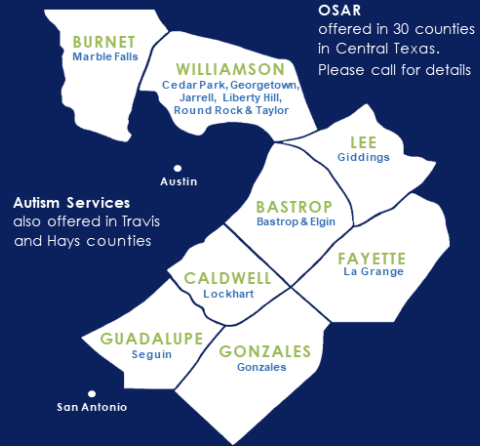 OSAR
offered in 30 counties
in Central Texas.
Please call for details
BURNET
Marble Falls
WILLIAMSON
Cedar Park, Georgetown,
Jarrell, Liberty Hill,
Round Rock & Taylor
LEE
Giddings
Austin
Autism Services
also offered in Travis
and Hays counties
BASTROP
Bastrop & Elgin
FAYETTE
La Grange
CALDWELL
Lockhart
GUADALUPE
Seguin
GONZALES
Gonzales
San Antonio